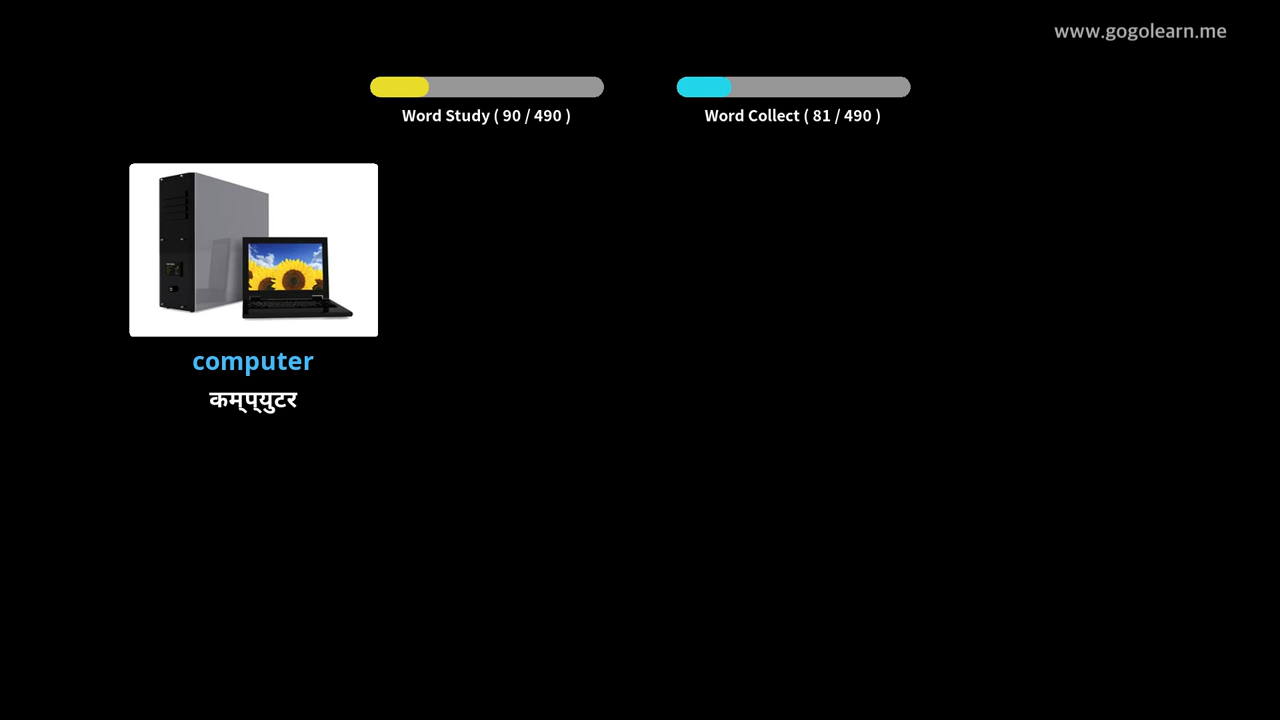 www.gogolearn.me
Word Study ( 90 / 490 )
Word Collect ( 81 / 490 )
computer
कम्प्युटर